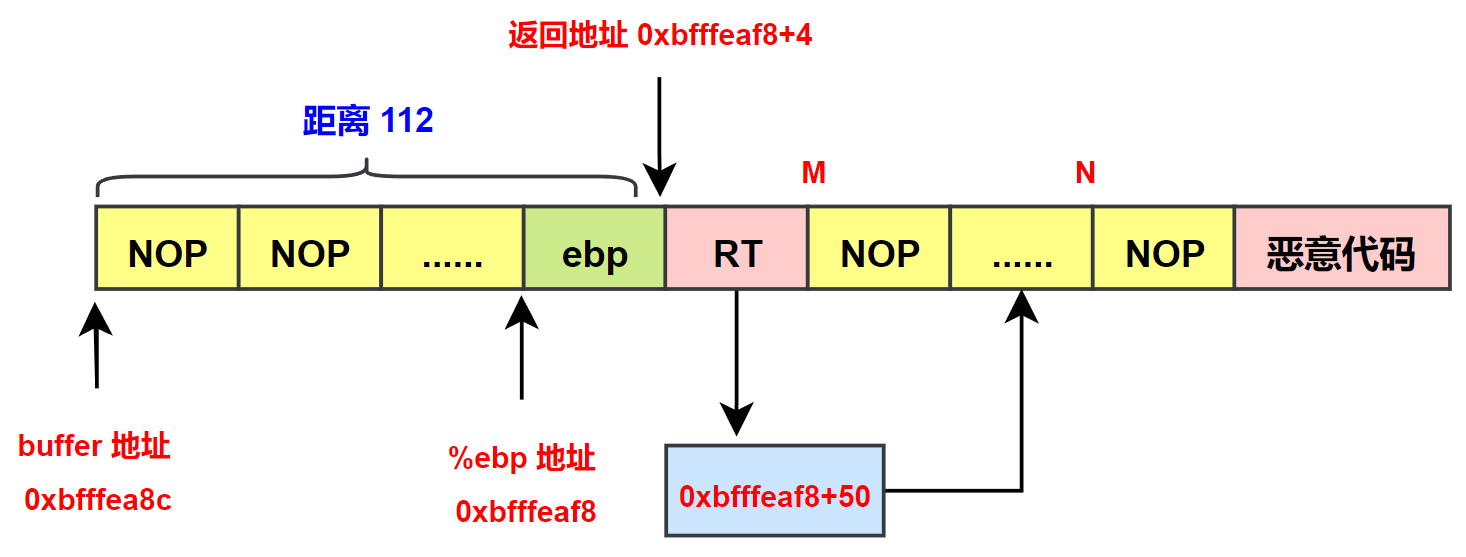 返回地址 0xbfffeaf8+4
距离 112
M
N
NOP
NOP
......
ebp
RT
NOP
......
NOP
恶意代码
buffer 地址
0xbfffea8c
%ebp 地址
0xbfffeaf8
0xbfffeaf8+50